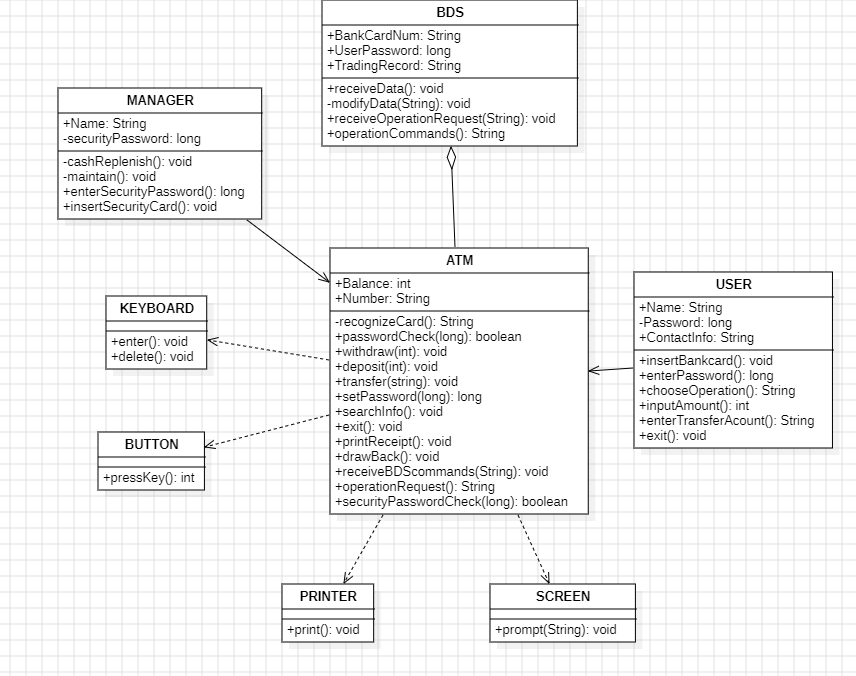 BDS
+BankCardNum: String
+UserPassword: long
+TradingRecord: String
+receiveData(): void
-modifyData(String): void
+receiveOperationRequest(String): void
+operationCommands(): String
MANAGER
+Name: String
-securityPassword: long
-cashReplenish(): void
-maintain(): void
+enterSecurityPassword(): long
+insertSecurityCard(): void
ATM
+Balance: int
+Number: String
-recognizeCard(): String
+passwordCheck(long): boolean
+withdraw(int): void
+deposit(int): void
+transfer(string): void
+setPassword(long): long
+searchInfo(): void
+exit(): void
+printReceipt(): void
+drawBack(): void
+receiveBDScommands(String): void
+operationRequest(): String
+securityPasswordCheck(long): boolean
USER
+Name: String
-Password: long
+ContactInfo: String
+insertBankcard(): void
+enterPassword(): long
+chooseOperation(): String
+inputAmount(): int
+enterTransferAcount(): String
+exit(): void
KEYBOARD
+enter(): void
+delete(): void
BUTTON
+pressKey(): int
PRINTER
+print(): void
SCREEN
+prompt(String): void